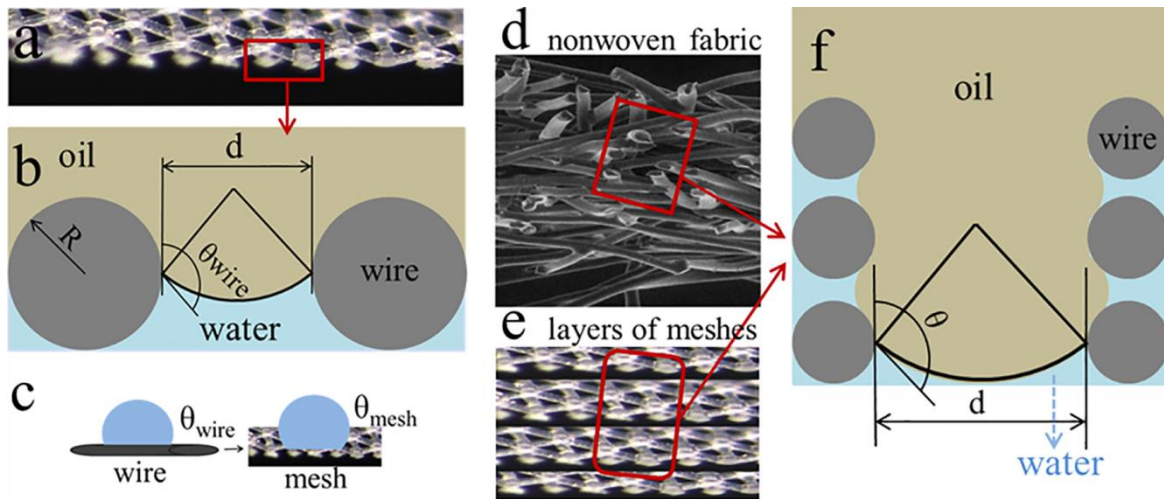 a
b
oil
d
R
θwire
wire
water
c
θwire
θmesh
wire
mesh
d
nonwoven fabric
e
layers of meshes
f
oil
wire
θ
d
water